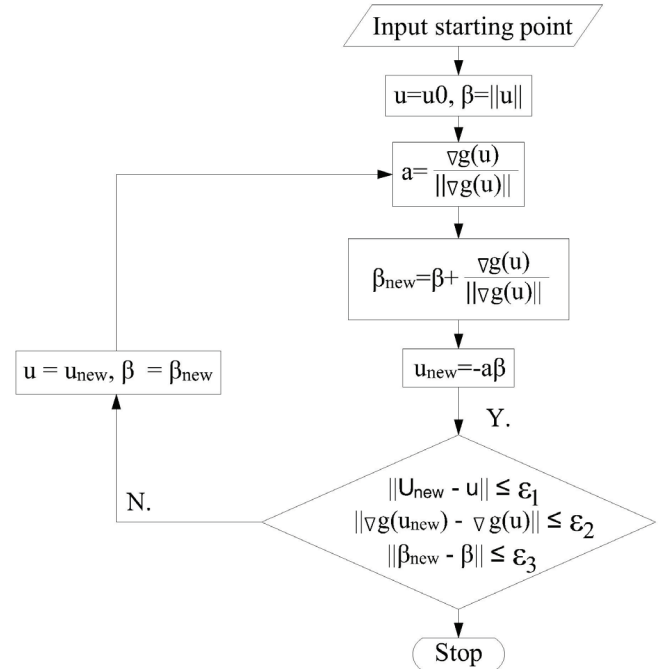 Input starting point
u=u0, β=||u||
a= ∇g(u)
||∇g(u)||
βnew=β+ ∇g(u)
||∇g(u)||
u = unew, β = βnew
unew=-aβ
Y.
N.
||Unew - u|| ≤ ε1
||∇g(unew) - ∇g(u)|| ≤ ε2
||βnew - β|| ≤ ε3
Stop